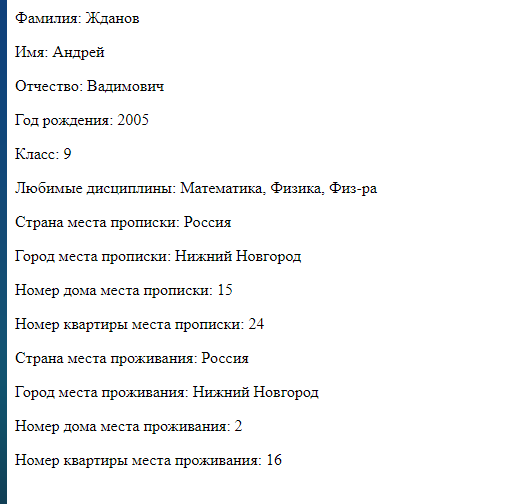 Фамилия: Жданов
Имя: Андрей
Отчество: Вадимович
Год рождения: 2005
Класс: 9
Любимые дисциплины: Математика, Физика, Физ-ра
Страна места прописки: Россия
Город места прописки: Нижний Новгород
Номер дома места прописки: 15
Номер квартиры места прописки: 24
Страна места проживания: Россия
Город места проживания: Нижний Новгород
Номер дома места проживания: 2
Номер квартиры места проживания: 16